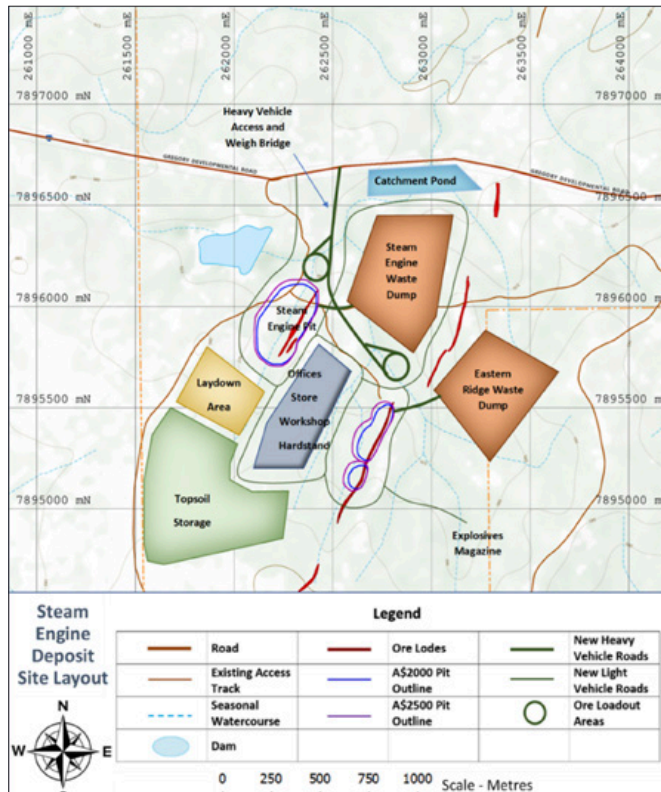 261000 mE
261500 mE
262000 mE
262500 mE
263000 mE
263500 mE
264000 mE
7897000 mN
7897000 mN
Heavy Vehicle
Access and
Weigh Bridge
GREGORY DEVELOPMENTAL ROAD
GREGORY DEVELOPMENTAL ROAD
Catchment Pond
7896500 mN
7896500 mN
Steam
Engine
Waste
Dump
7896000 mN
7896000 mN
Steam
Engine Pit
Eastern
Ridge Waste
Dump
Laydown
Area
Offices
Store
Workshop
Hardstand
7895500 mN
7895500 mN
Topsoil
Storage
7895000 mN
7895000 mN
Explosives
Magazine
Steam
Engine
Deposit
Site Layout
N
W
E
Legend
Road
Ore Lodes
New Heavy
Vehicle Roads
Existing Access
Track
A$2000 Pit
Outline
New Light
Vehicle Roads
Seasonal
Watercourse
A$2500 Pit
Outline
Ore Loadout
Areas
Dam
0 250 500 750 1000 Scale - Metres